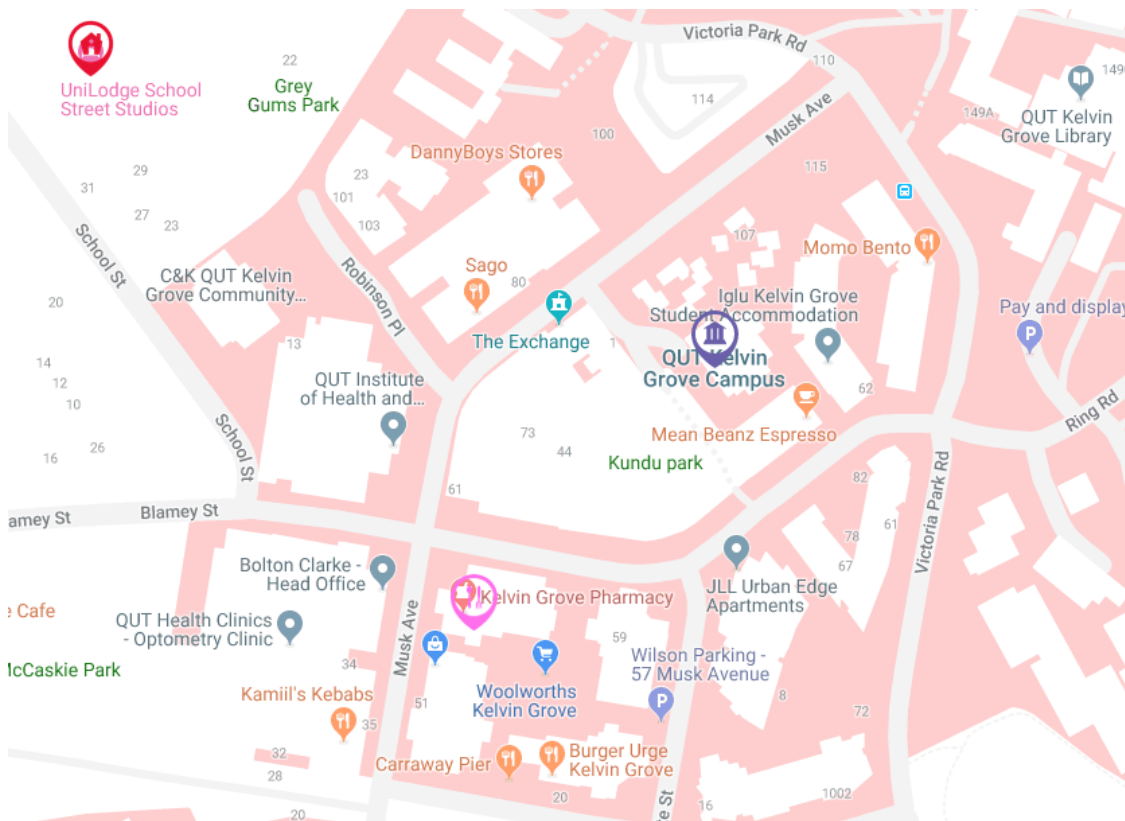 Victoria Park Rd
110
149
22
UniLodge School
Street Studios
Grey
Gums Park
114
Musk Ave
149A
QUT Kelvin
Grove Library
100
DannyBoys Stores
115
29
31
23
101
27
23
103
107
Momo Bento
School St
Robinson Pl
Sago
80
C&K QUT Kelvin
Grove Community...
Iglu Kelvin Grove
Student Accommodation
20
Pay and display
The Exchange
1
13
14
12
10
QUT Kelvin
Grove Campus
QUT Institute
of Health and...
62
Ring Rd
School St
73
44
Mean Beanz Espresso
26
16
Kundu park
61
82
Victoria Park Rd
amey St
Blamey St
61
78
67
Bolton Clarke -
Head Office
JLL Urban Edge
Apartments
Kelvin Grove Pharmacy
e Cafe
QUT Health Clinics
- Optometry Clinic
Musk Ave
59
34
Wilson Parking -
57 Musk Avenue
P
McCaskie Park
Kamiil's Kebabs
51
Woolworths
Kelvin Grove
8
72
35
32
28
Carraway Pier
Burger Urge
Kelvin Grove
20
20
e St
16
1002
P